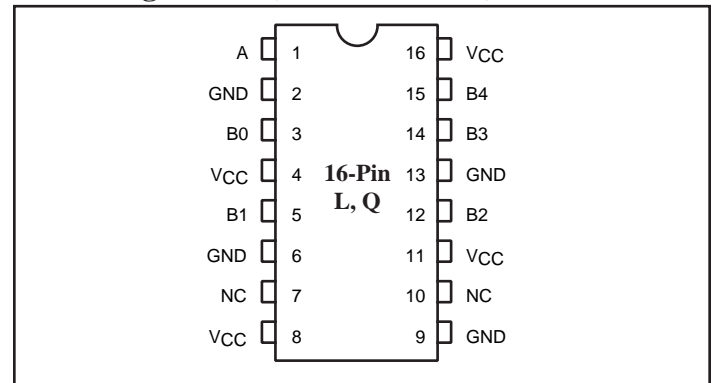 A 1 16 VCC
GND 2 15 B4
B0 3 14 B3
VCC 4 16-Pin 13 GND
L, Q
B1 5 12 B2
GND 6 11 VCC
NC 7 10 NC
VCC 8 9 GND